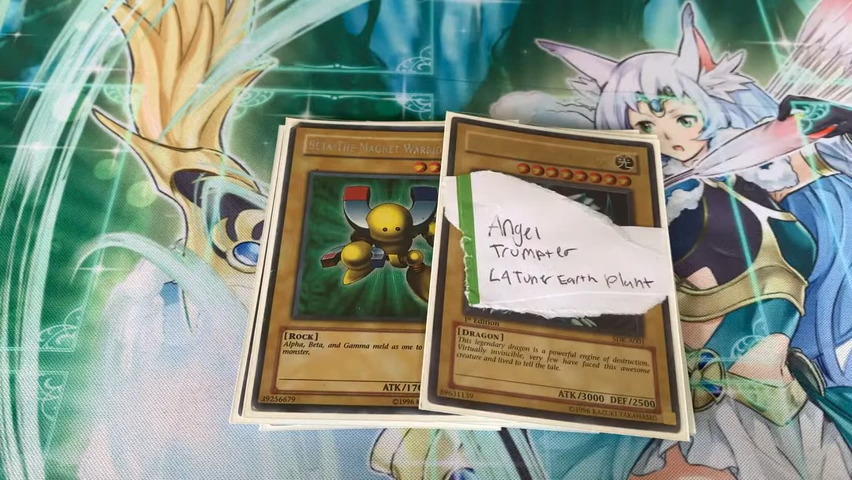 BETA THE MAGNET WARRIO
[ROCK]
Alpha, Beta, and Gamma meld as one to
monster.
ATK/170
39256679
©1996 KA
Angel
Trumpter
L4 Tuner Earth Plant
1st Edition
SDK-A001
[DRAGON]
This legendary dragon is a powerful engine of destruction.
Virtually invincible, very few have faced this awesome
creature and lived to tell the tale.
ATK/3000 DEF/2500
89631139
©1996 KAZUKI TAKAHASHI